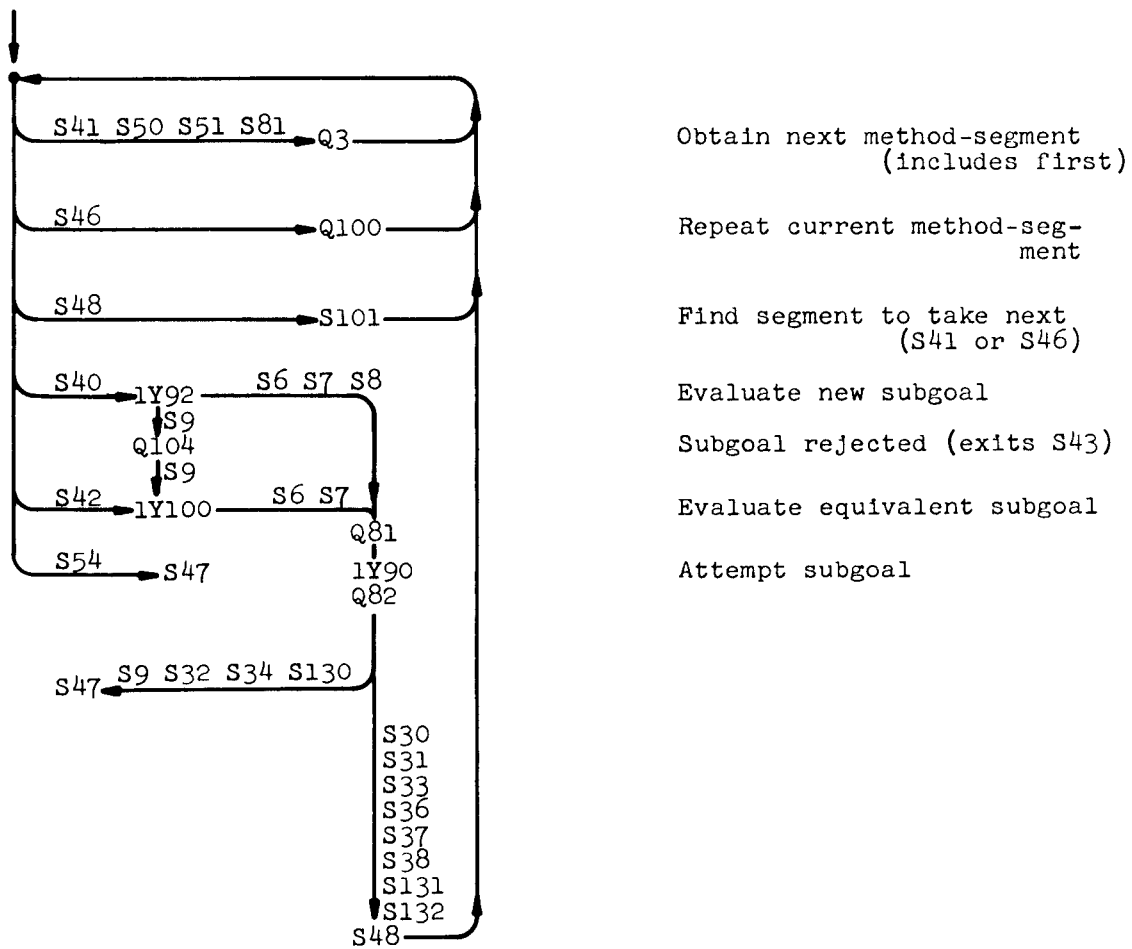 S41 S50 S51 S81 Q3 Obtain next method-segment
(includes first)
S46 Q100 Repeat current method-seg-
ment
S48 S101 Find segment to take next
(S41 or S46)
S40 1Y92 S6 S7 S8 Evaluate new subgoal
S9
Q104 Subgoal rejected (exits S43)
S9
S42 1Y100 S6 S7 Evaluate equivalent subgoal
Q81
S54 S47 1Y90 Attempt subgoal
Q82
S47 S9 S32 S34 S130
S30
S31
S33
S36
S37
S38
S131
S132
S48